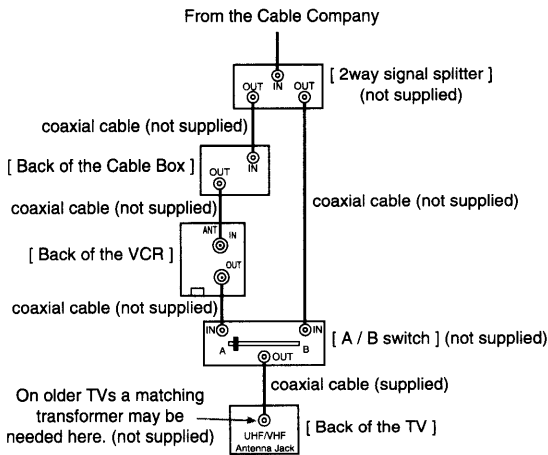 From the Cable Company
IN
OUT
OUT
[ 2way signal splitter ]
(not supplied)
coaxial cable (not supplied)
[ Back of the Cable Box ]
IN
OUT
coaxial cable (not supplied)
coaxial cable (not supplied)
ANT
IN
[ Back of the VCR ]
OUT
coaxial cable (not supplied)
IN
IN
A
B
[ A / B switch ] (not supplied)
OUT
coaxial cable (supplied)
On older TVs a matching
transformer may be
needed here. (not supplied)
UHF/VHF
Antenna Jack
[ Back of the TV ]